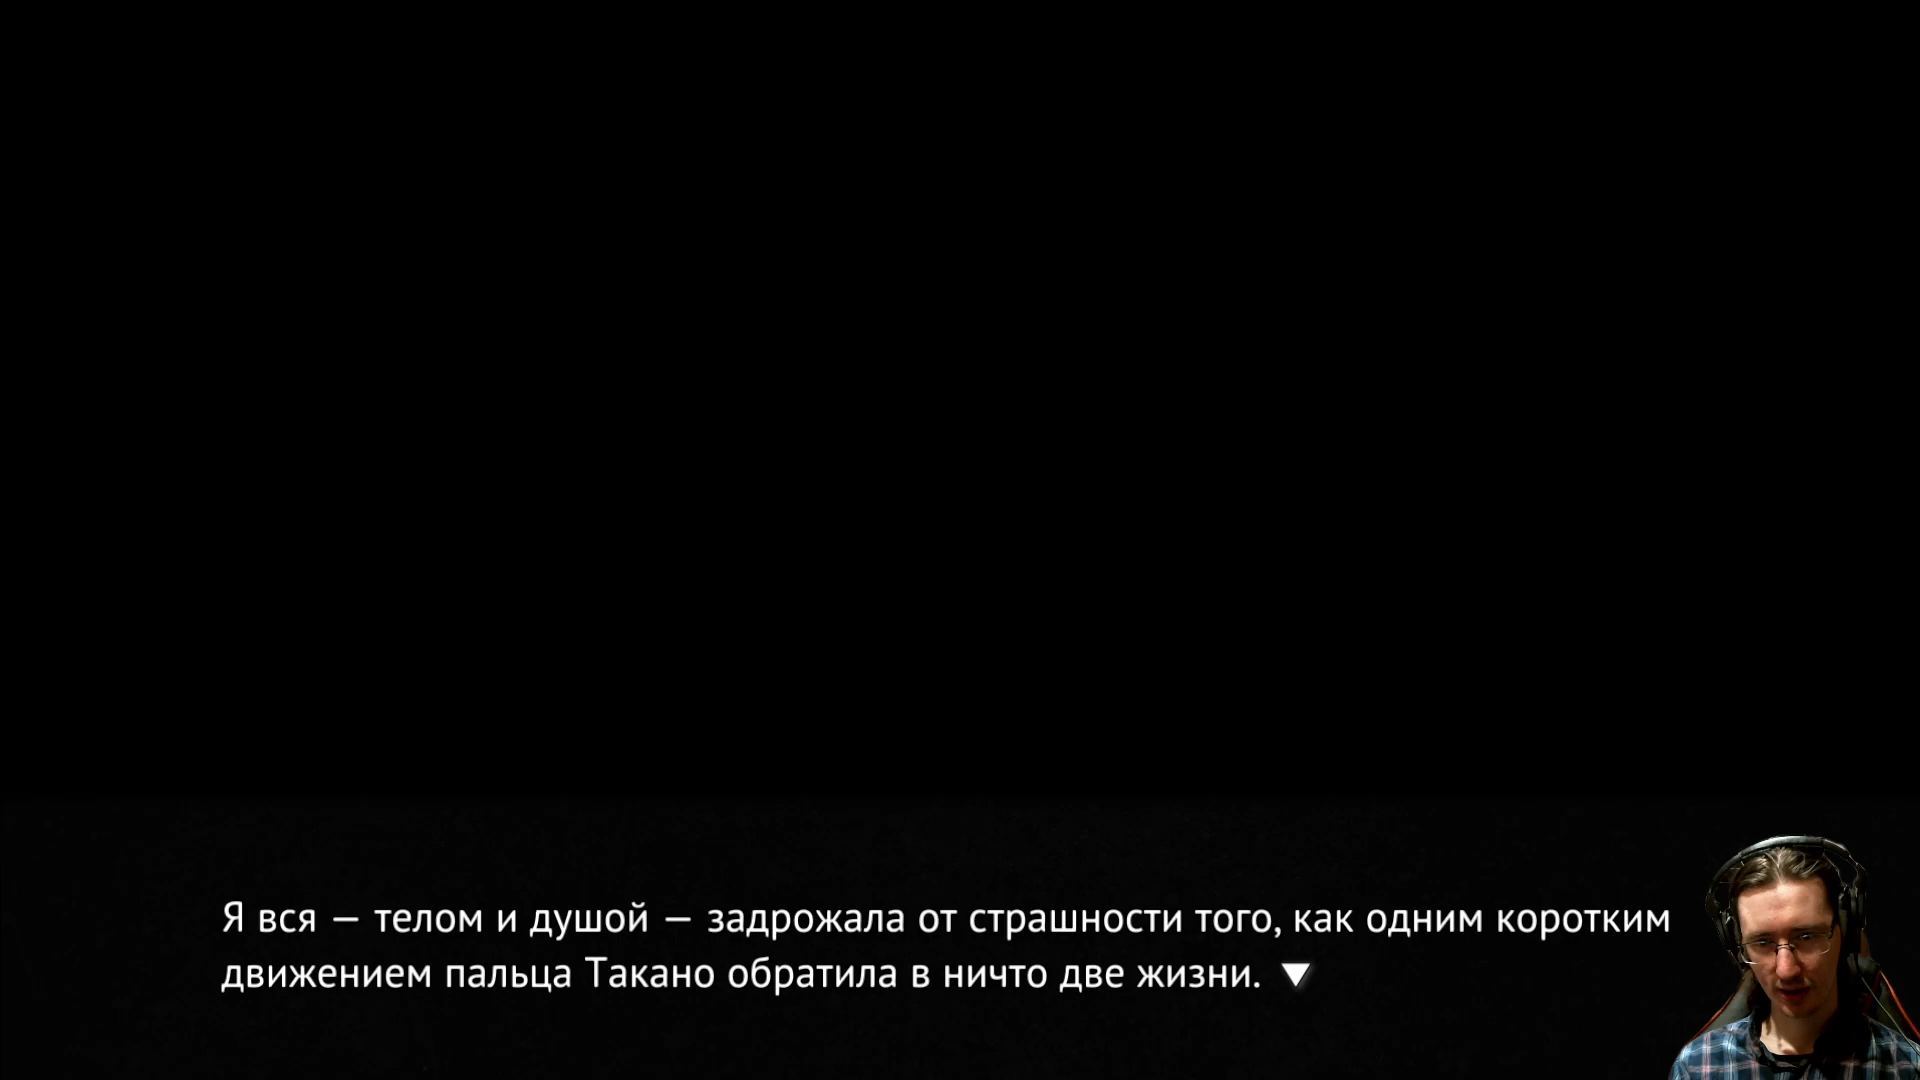 Я вся — телом и душой — задрожала от страшности того, как одним коротким
движением пальца Такано обратила в ничто две жизни.